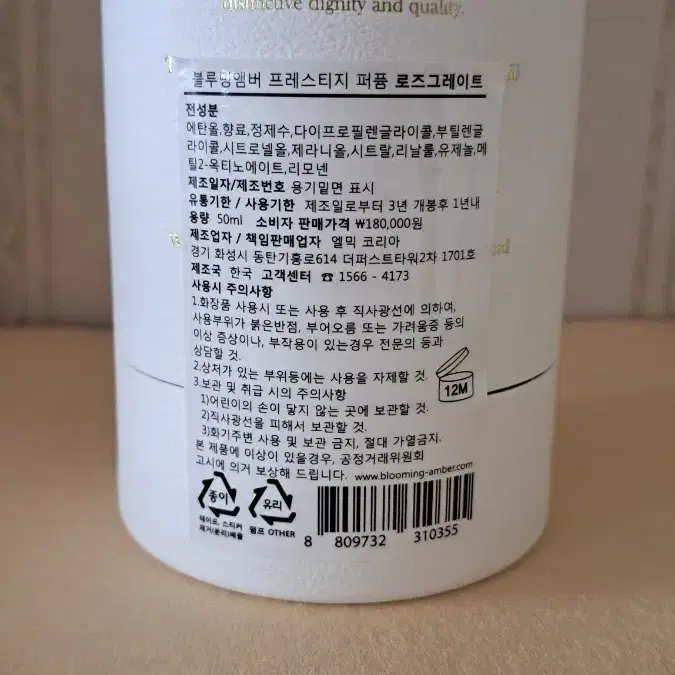 distinctive dignity and quality.
블루밍앰버 프레스티지 퍼퓸 로즈그레이트
전성분
에탄올,향료,정제수,다이프로필렌글라이콜,부틸렌글
라이콜,시트로넬올,제라니올,시트랄,리날룰,유제놀,메
틸2-옥티노에이트,리모넨
제조일자/제조번호 용기밑면 표시
유통기한 / 사용기한 제조일로부터 3년 개봉후 1년내
용량 50ml 소비자 판매가격 ₩180,000원
제조업자 / 책임판매업자 엘믹 코리아
경기 화성시 동탄기흥로614 더퍼스트타워2차 1701호
제조국 한국 고객센터 ☎ 1566 - 4173
사용시 주의사항
1.화장품 사용시 또는 사용 후 직사광선에 의하여,
사용부위가 붉은반점, 부어오름 또는 가려움증 등의
이상 증상이나, 부작용이 있는경우 전문의 등과
상담할 것.
2.상처가 있는 부위등에는 사용을 자제할 것.
3.보관 및 취급 시의 주의사항
1)어린이의 손이 닿지 않는 곳에 보관할 것.
2)직사광선을 피해서 보관할 것.
3)화기주변 사용 및 보관 금지, 절대 가열금지.
본 제품에 이상이 있을경우, 공정거래위원회
고시에 의거 보상해 드립니다. www.blooming-amber.com
12M
종이 유리
테이프, 스티커
제거(분리)배출 펌프 OTHER
8 809732 310355